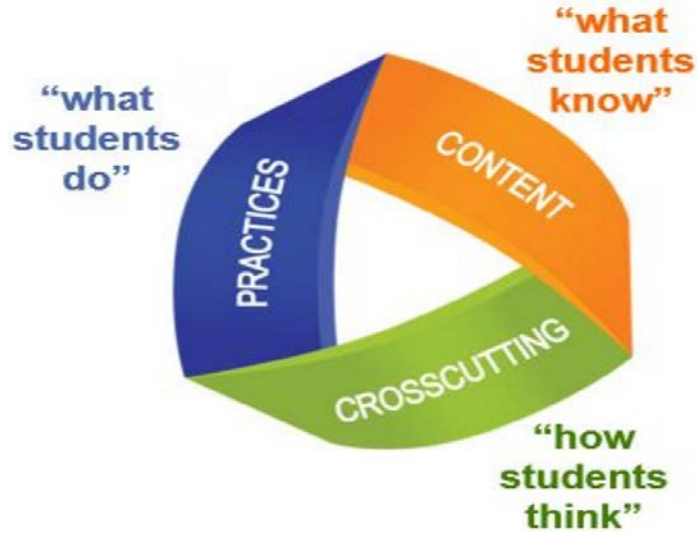 “what
students
do”
PRACTICES
“what
students
know”
CONTENT
CROSSCUTTING
“how
students
think”